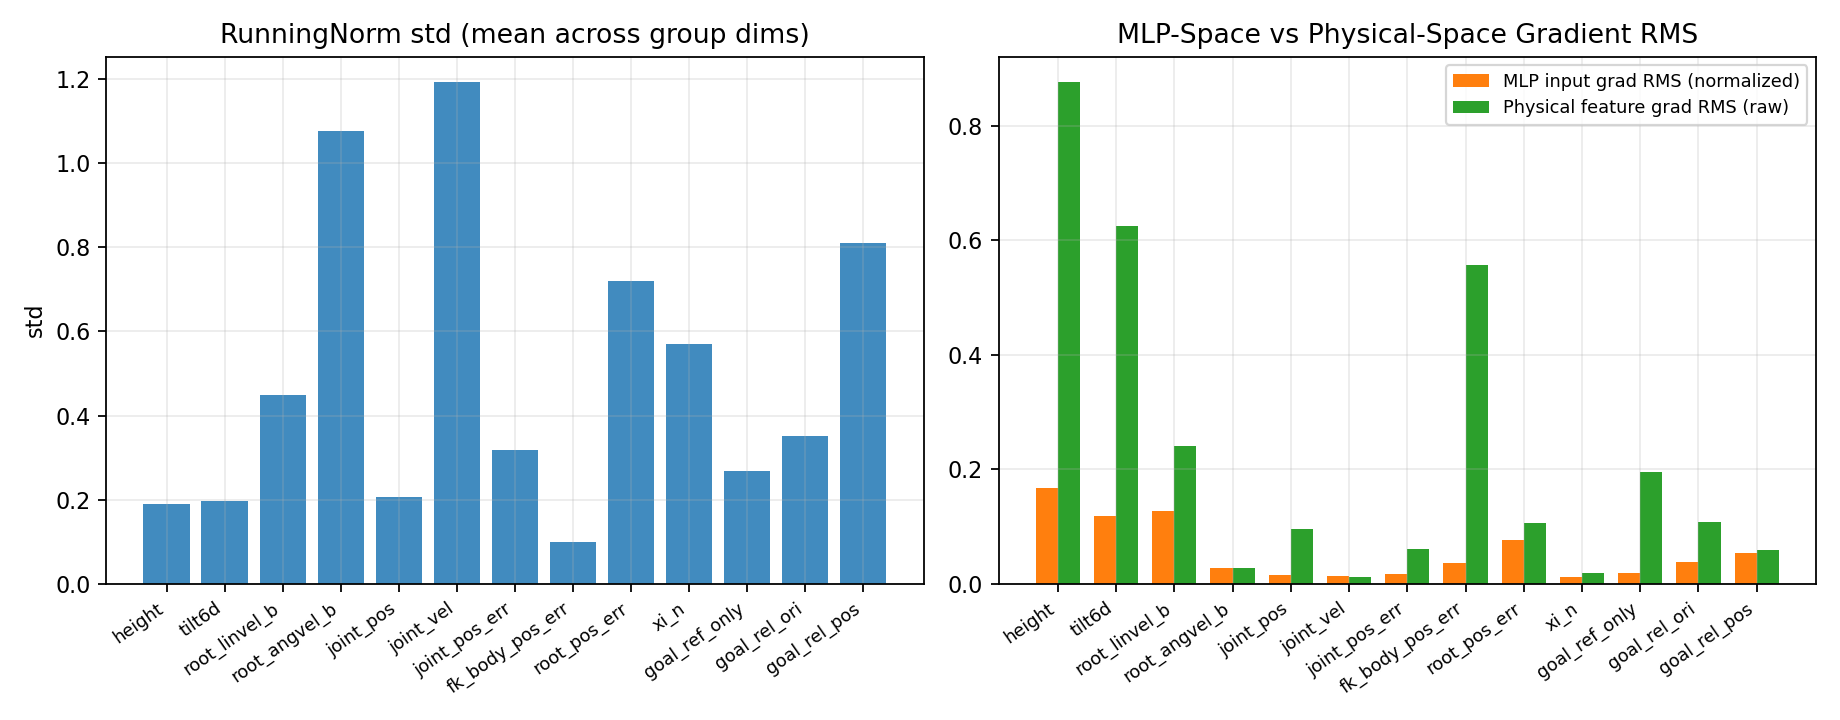 RunningNorm std (mean across group dims)
std
1.2
1.0
0.8
0.6
0.4
0.2
0.0
height
tilt6d
root_linvel_b
root_angvel_b
joint_pos
joint_vel
joint_pos_err
fk_body_pos_err
root_pos_err
xi_n
goal_ref_only
goal_rel_ori
goal_rel_pos
MLP-Space vs Physical-Space Gradient RMS
MLP input grad RMS (normalized)
Physical feature grad RMS (raw)
0.8
0.6
0.4
0.2
0.0
height
tilt6d
root_linvel_b
root_angvel_b
joint_pos
joint_vel
joint_pos_err
fk_body_pos_err
root_pos_err
xi_n
goal_ref_only
goal_rel_ori
goal_rel_pos